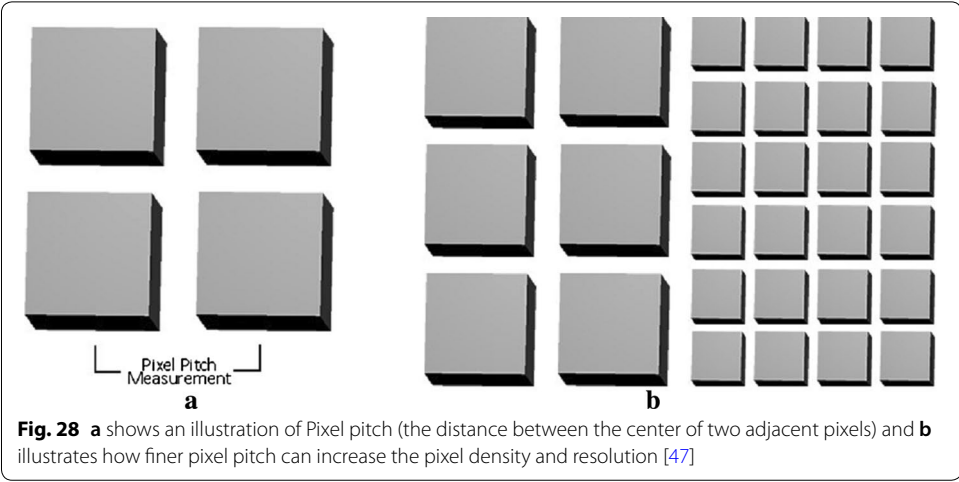 Pixel Pitch
Measurement
a
b
Fig. 28 a shows an illustration of Pixel pitch (the distance between the center of two adjacent pixels) and b
illustrates how finer pixel pitch can increase the pixel density and resolution [47]